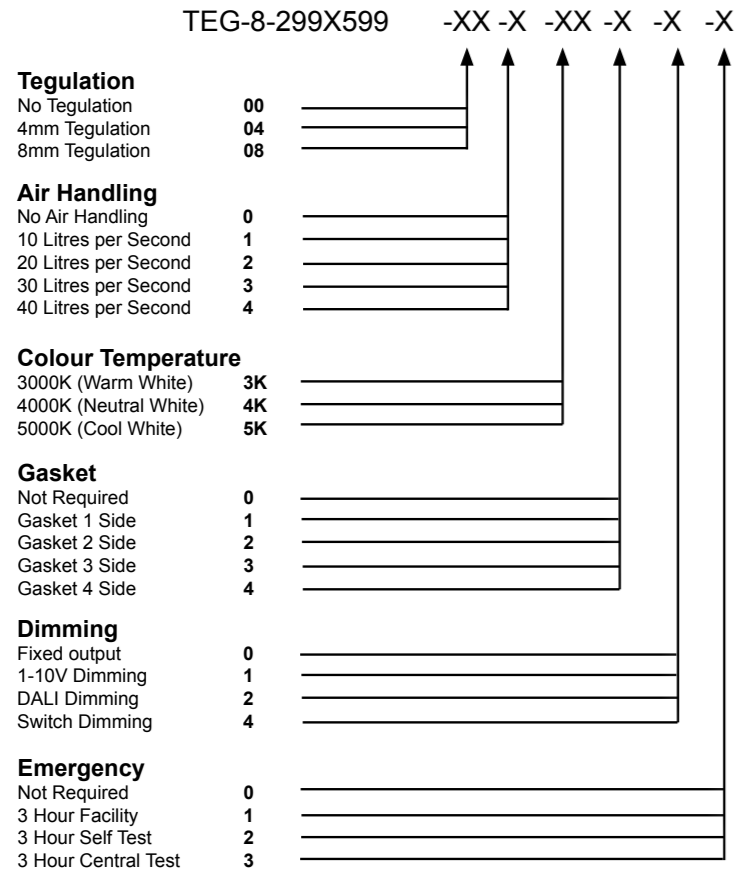 TEG-8-299X599 -XX -X -XX -X -X -X
Tegulation
No Tegulation 00
4mm Tegulation 04
8mm Tegulation 08
Air Handling
No Air Handling 0
10 Litres per Second 1
20 Litres per Second 2
30 Litres per Second 3
40 Litres per Second 4
Colour Temperature
3000K (Warm White) 3K
4000K (Neutral White) 4K
5000K (Cool White) 5K
Gasket
Not Required 0
Gasket 1 Side 1
Gasket 2 Side 2
Gasket 3 Side 3
Gasket 4 Side 4
Dimming
Fixed output 0
1-10V Dimming 1
DALI Dimming 2
Switch Dimming 4
Emergency
Not Required 0
3 Hour Facility 1
3 Hour Self Test 2
3 Hour Central Test 3